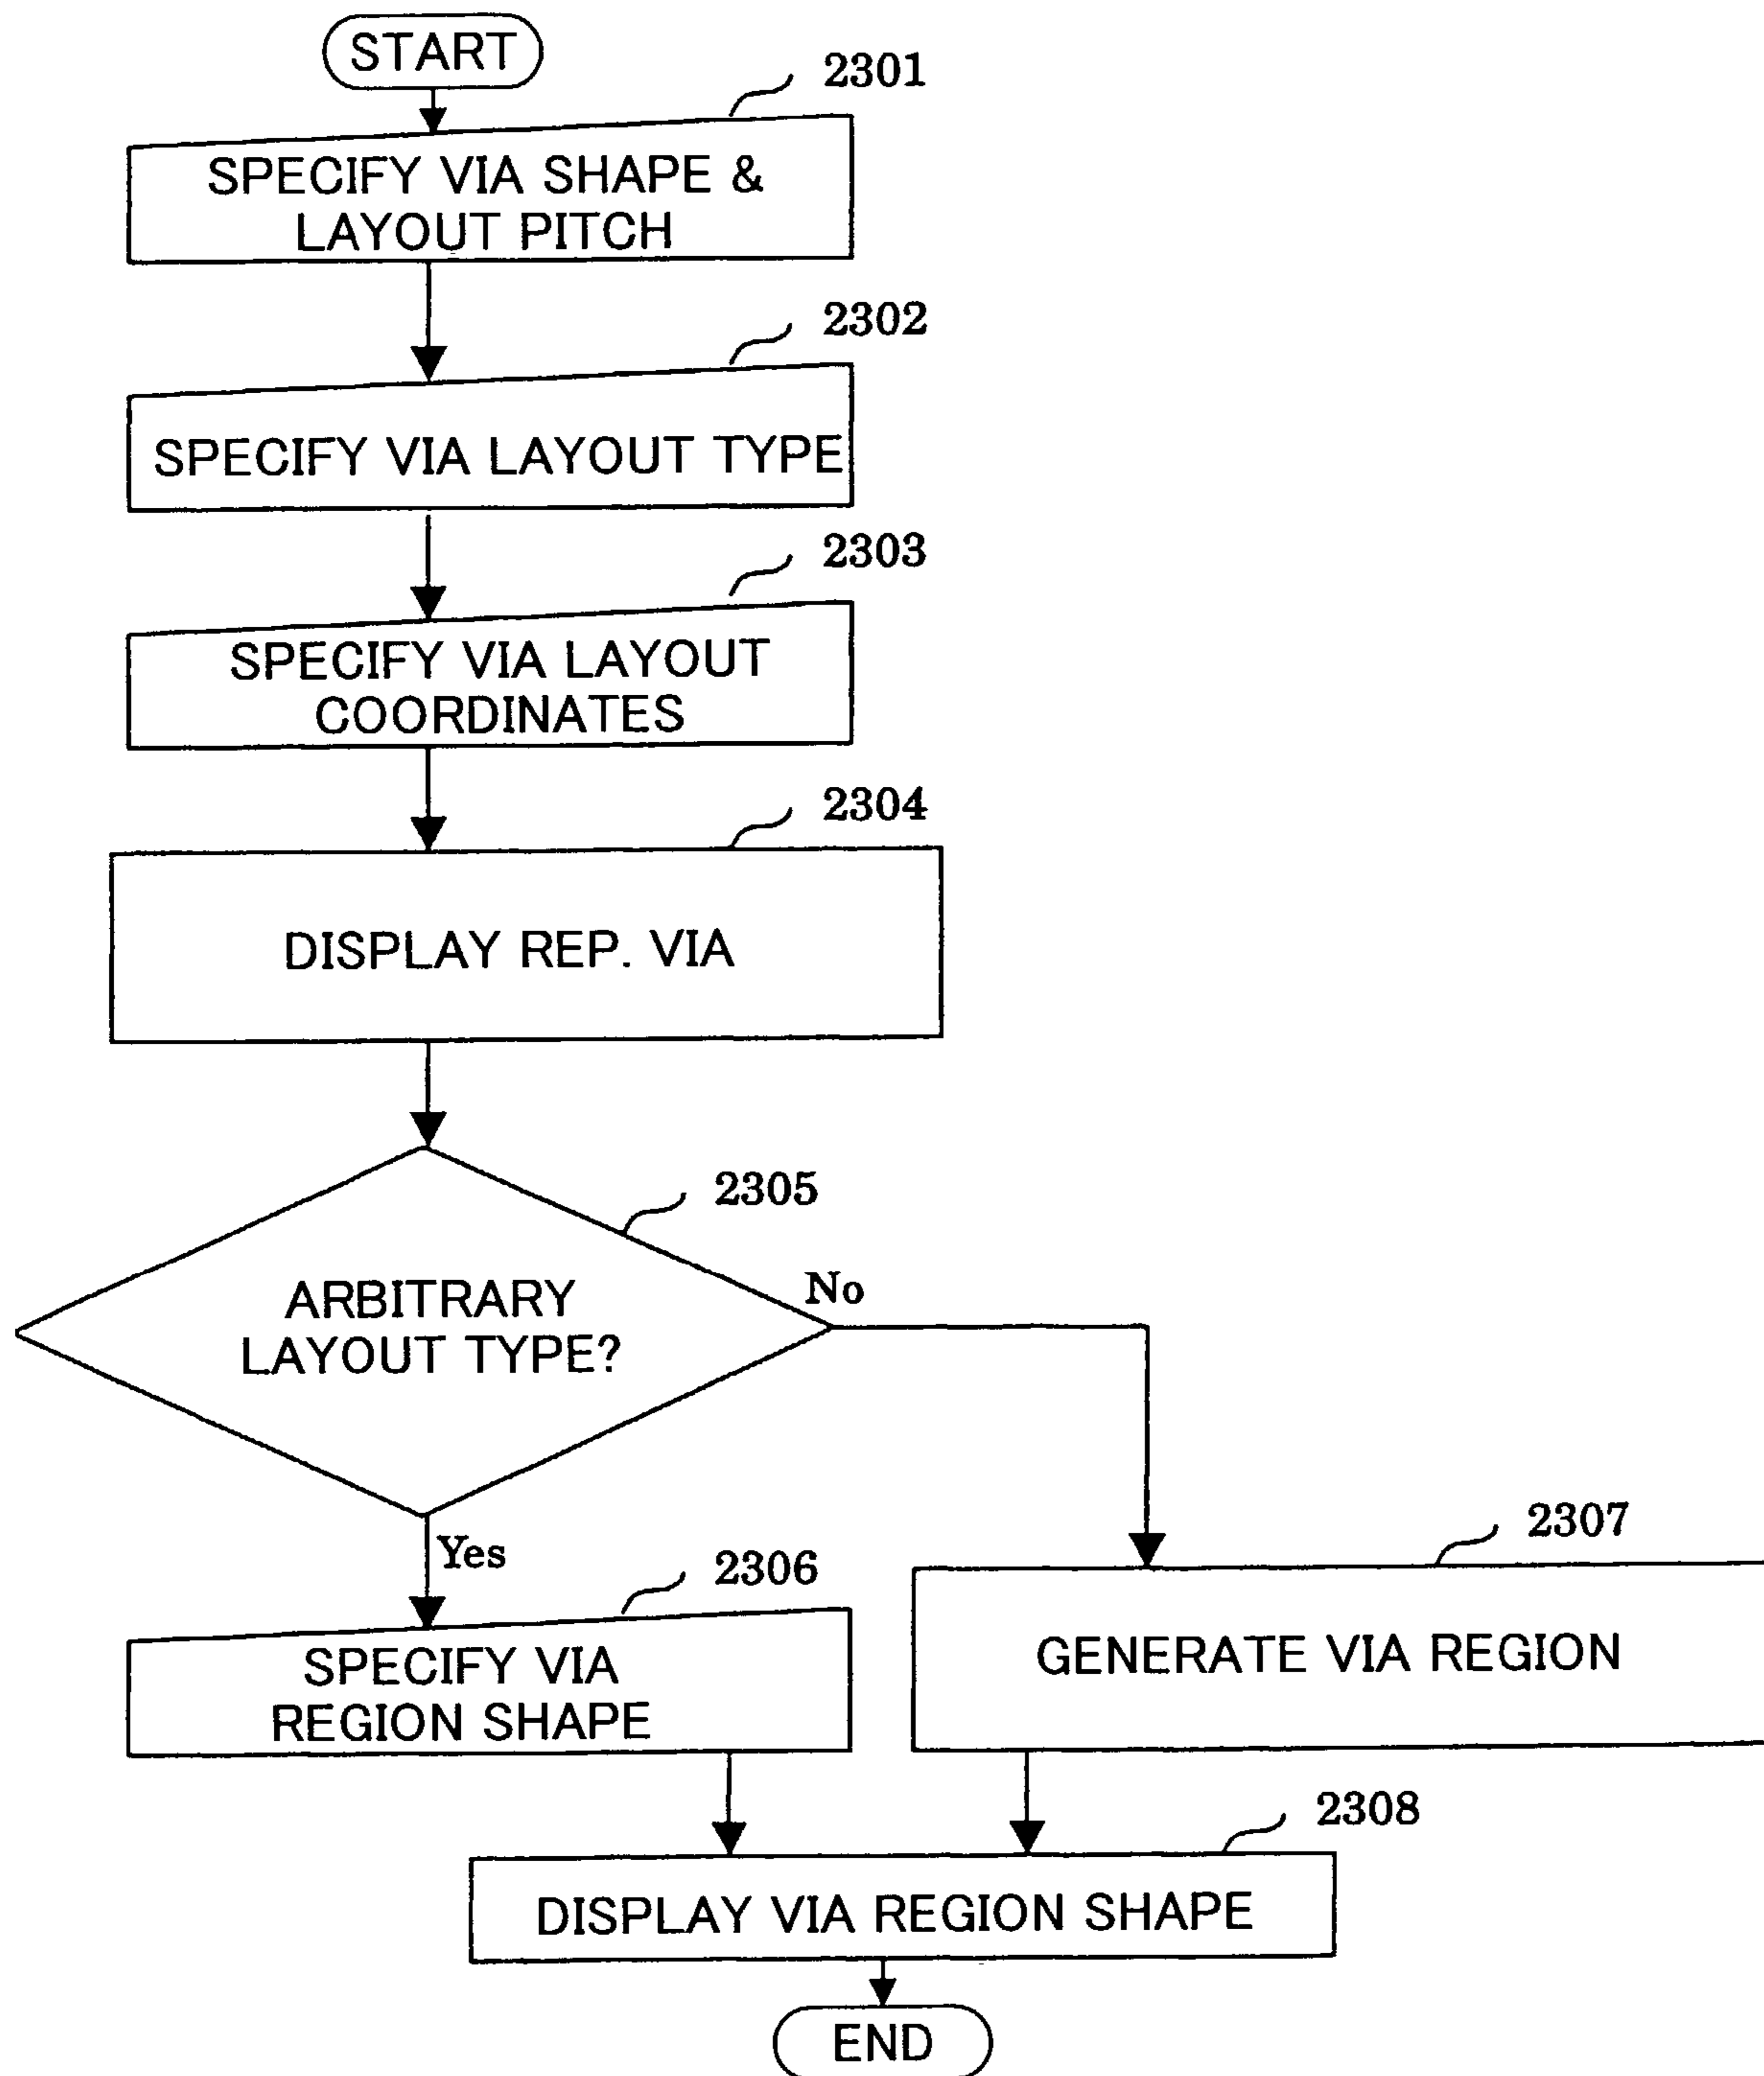 START
2301
SPECIFY VIA SHAPE &
LAYOUT PITCH
2302
SPECIFY VIA LAYOUT TYPE
2303
SPECIFY VIA LAYOUT
COORDINATES
2304
DISPLAY REP. VIA
2305
ARBITRARY
LAYOUT TYPE?
No
Yes
2306
SPECIFY VIA
REGION SHAPE
2307
GENERATE VIA REGION
2308
DISPLAY VIA REGION SHAPE
END